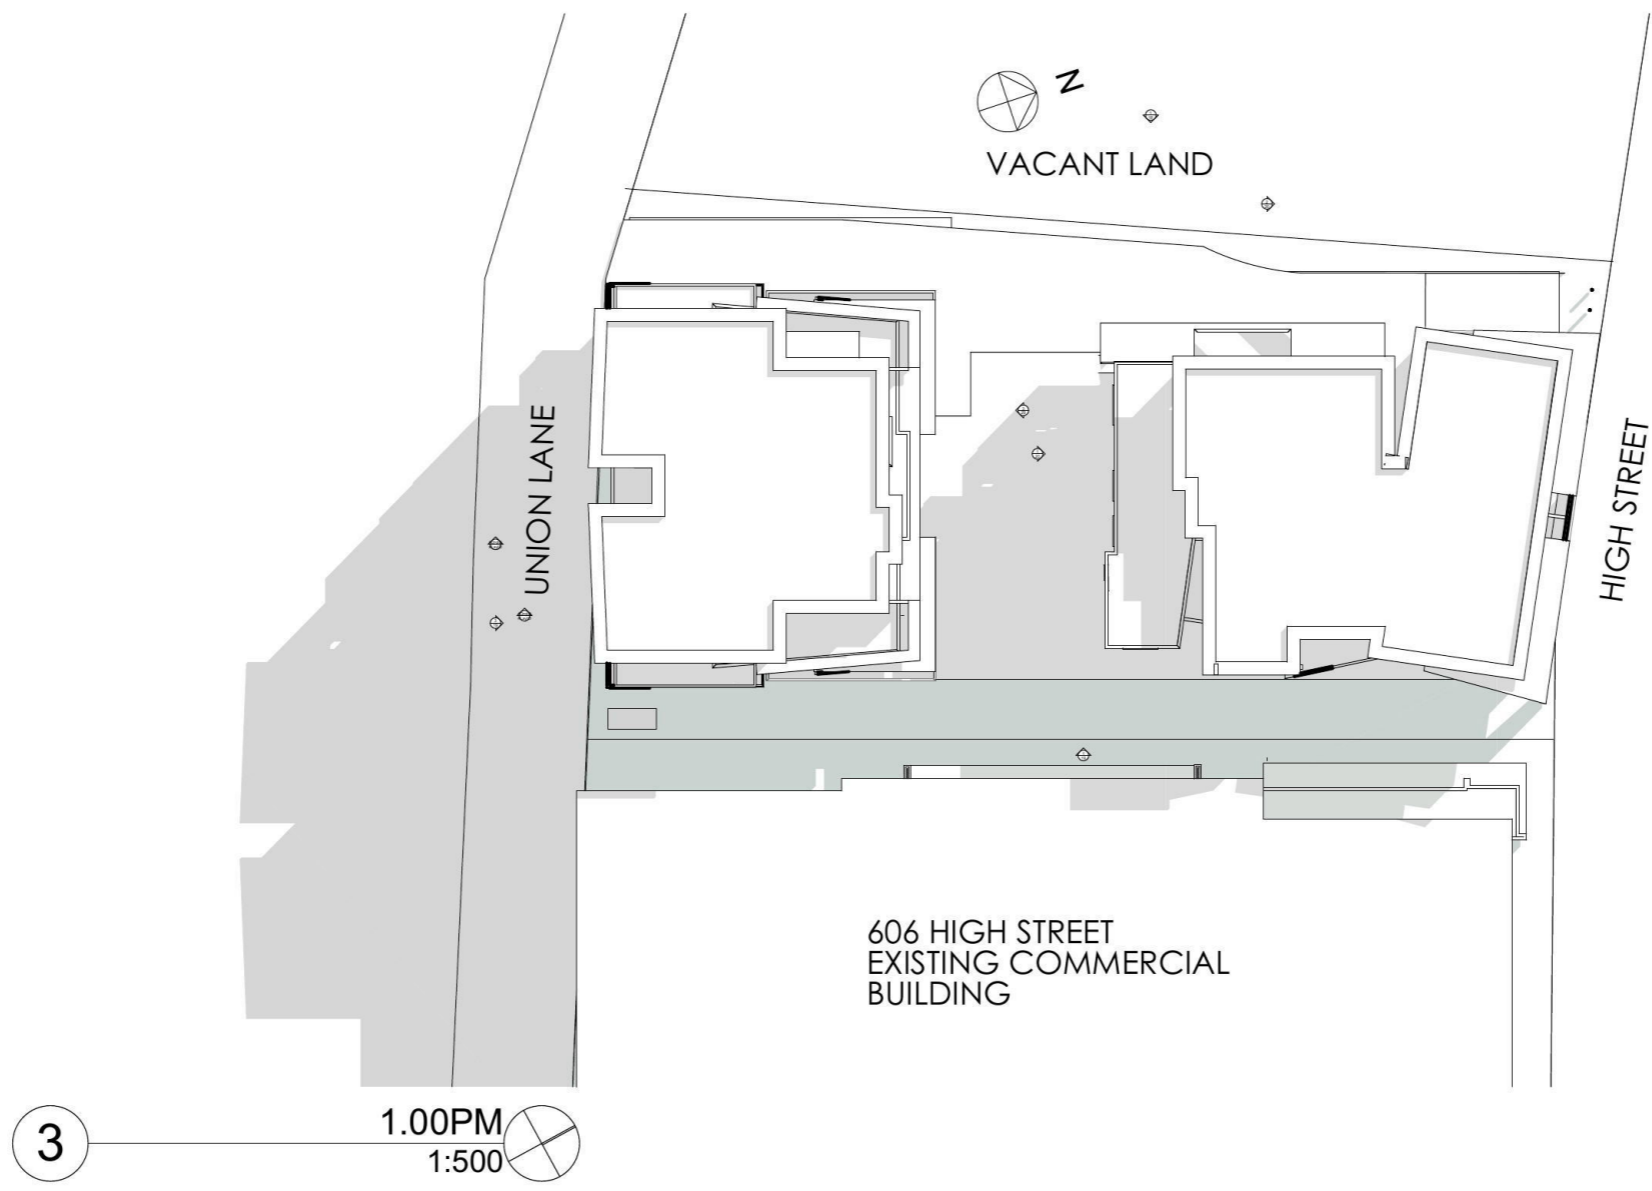 N
VACANT LAND
UNION LANE
HIGH STREET
606 HIGH STREET
EXISTING COMMERCIAL
BUILDING
3
1.00PM
1:500